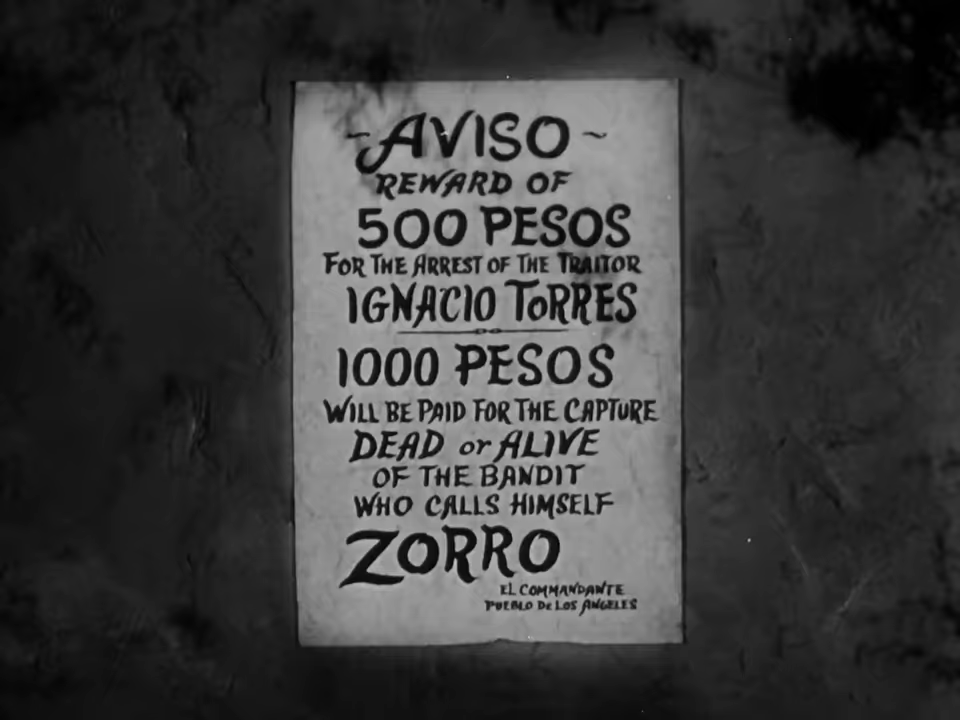 ~AVISO~
REWARD OF
500 PESOS
FOR THE ARREST OF THE TRAITOR
IGNACIO TORRES
1000 PESOS
WILL BE PAID FOR THE CAPTURE
DEAD or ALIVE
OF THE BANDIT
WHO CALLS HIMSELF
ZORRO
EL COMMANDANTE
PUEBLO DE LOS ANGELES